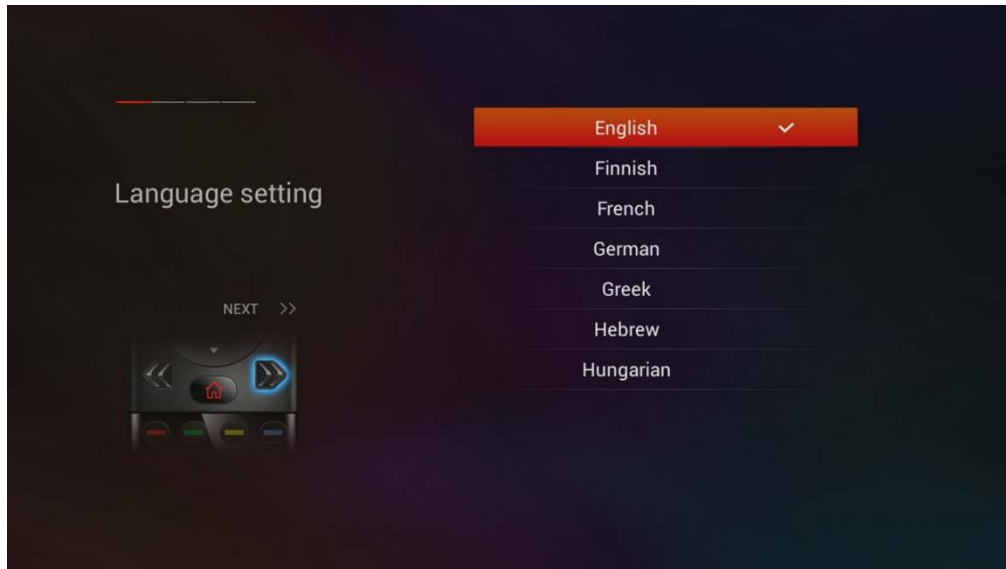 Language setting
NEXT >>
English
Finnish
French
German
Greek
Hebrew
Hungarian